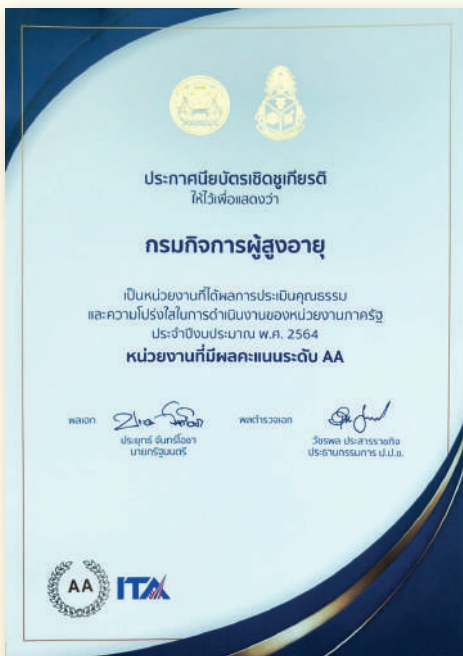 ประกาศนียบัตรเชิดชูเกียรติ
ให้ไว้เพื่อแสดงว่า
กรมกิจการผู้สูงอายุ
เป็นหน่วยงานที่ได้ผลการประเมินคุณธรรม
และความโปร่งใสในการดำเนินงานของหน่วยงานภาครัฐ
ประจำปีงบประมาณ พ.ศ. 2564
หน่วยงานที่มีผลคะแนนระดับ AA
พลเอก
ประยุทธ์ จันทร์โอชา
นายกรัฐมนตรี
พลตำรวจเอก
วัชรพล ประสารราชกิจ
ประธานกรรมการ ป.ป.ช.
AA
ITA